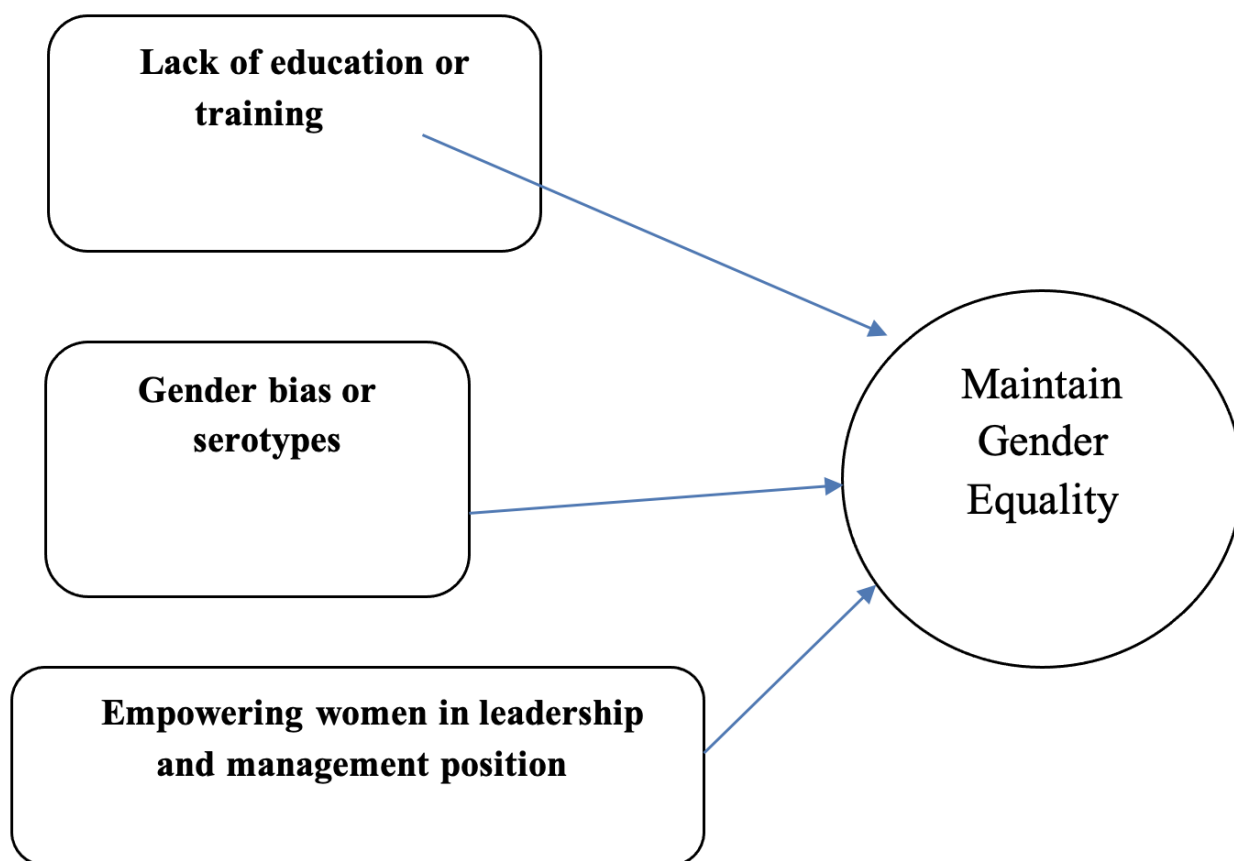 Lack of education or
training
Gender bias or
serotypes
Empowering women in leadership
and management position
Maintain
Gender
Equality